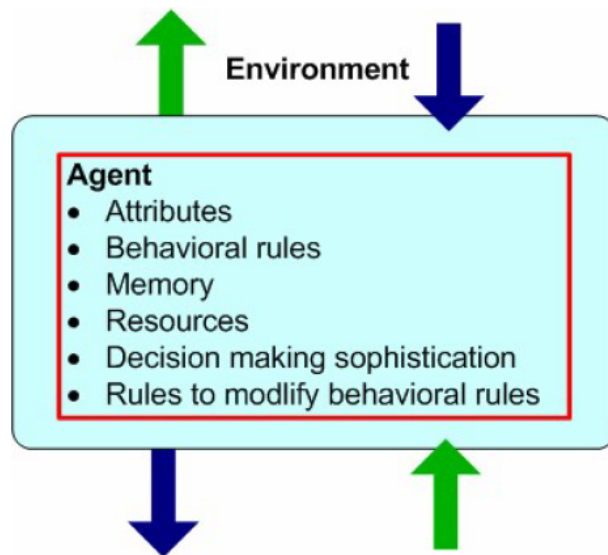 Environment
Agent
• Attributes
• Behavioral rules
• Memory
• Resources
• Decision making sophistication
• Rules to modlify behavioral rules